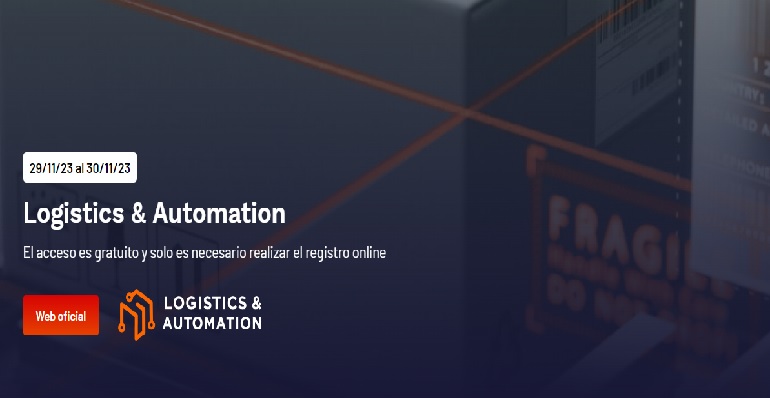 29/11/23 al 30/11/23
Logistics & Automation
El acceso es gratuito y solo es necesario realizar el registro online
Web oficial
LOGISTICS &
AUTOMATION